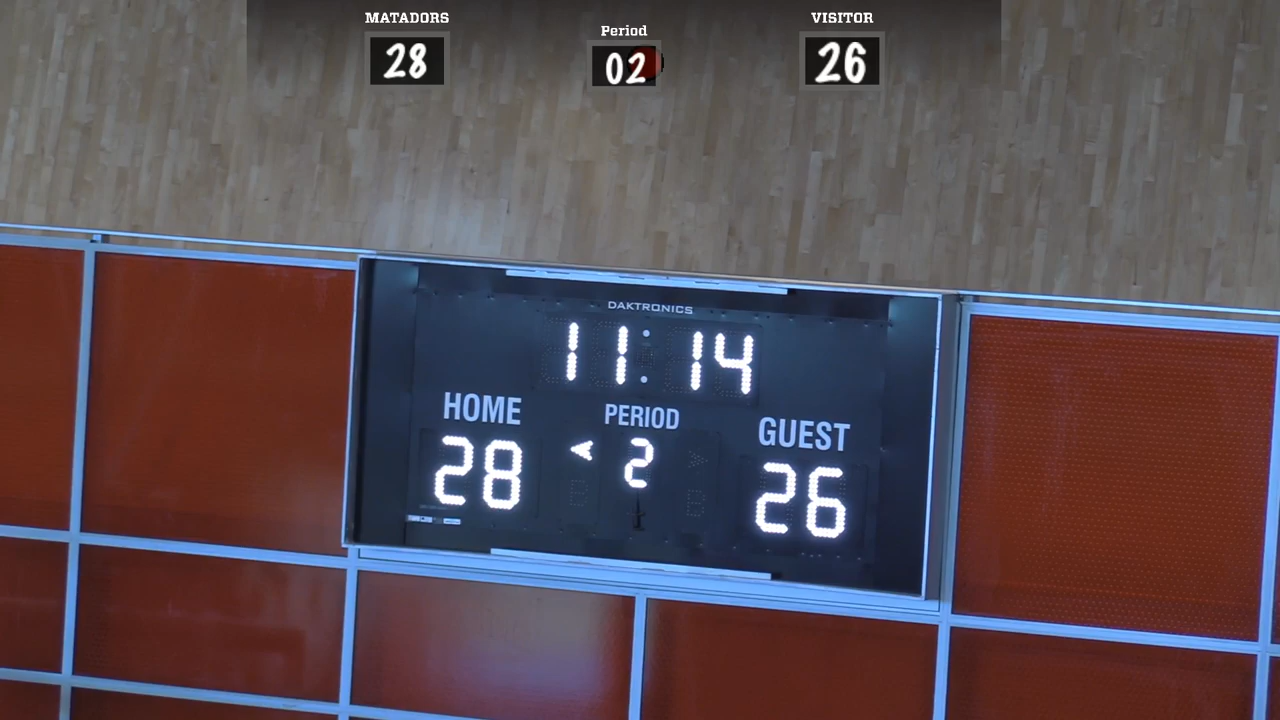 MATADORS
Period
VISITOR
28
02
26
DAKTRONICS
11:14
HOME
PERIOD
GUEST
28
2
26